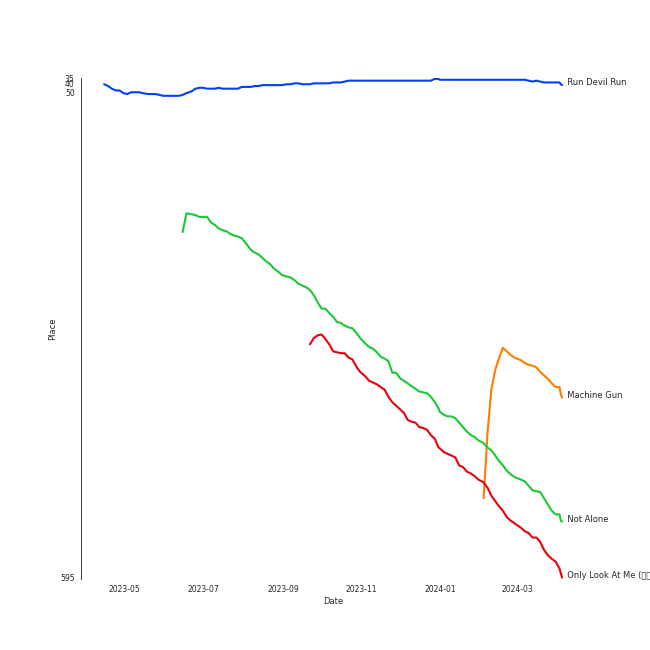 35
40
50
Run Devil Run
Place
Machine Gun
Not Alone
Only Look At Me (
595
2023-05 2023-07 2023-09 2023-11 2024-01 2024-03
Date